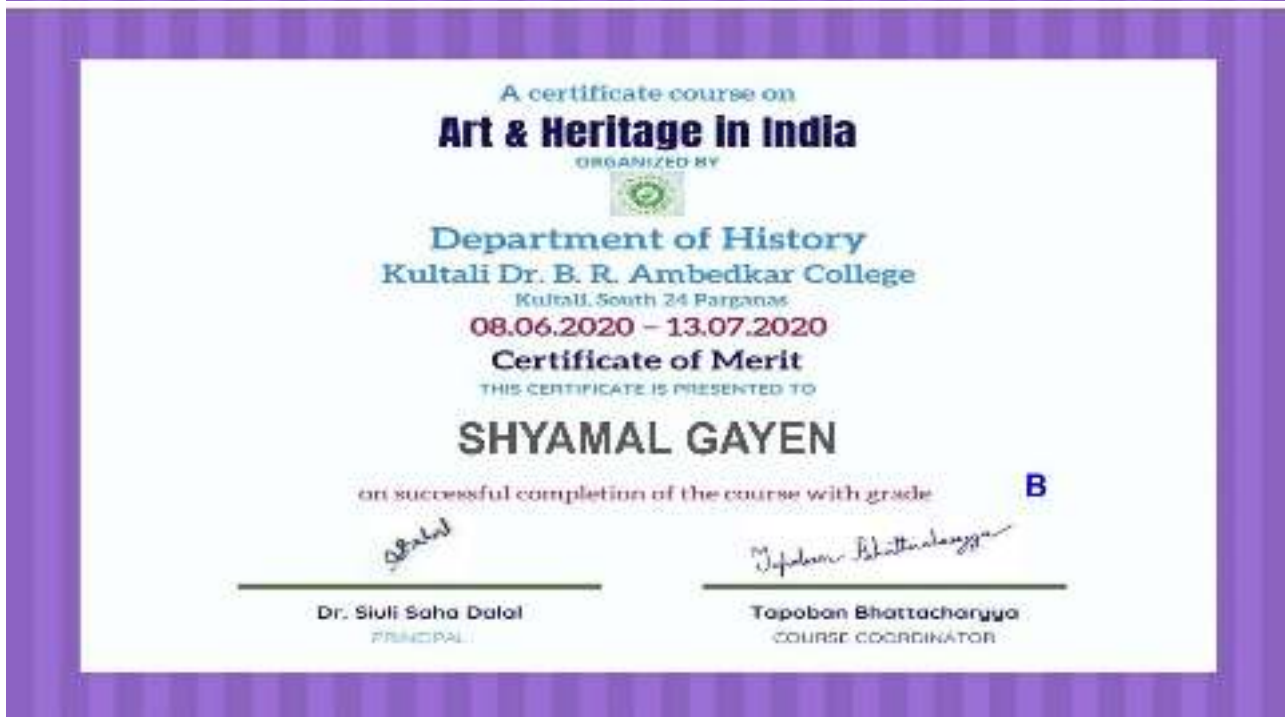 A certificate course on
Art & Heritage in India
ORGANIZED BY
Department of History
Kultali Dr. B. R. Ambedkar College
Kultali, South 24 Parganas
08.06.2020 – 13.07.2020
Certificate of Merit
THIS CERTIFICATE IS PRESENTED TO
SHYAMAL GAYEN
on successful completion of the course with grade B
Tapoban Bhattacharyya
Dr. Siuli Saha Dalal Tapoban Bhattacharyya
PRINCIPAL COURSE COORDINATOR